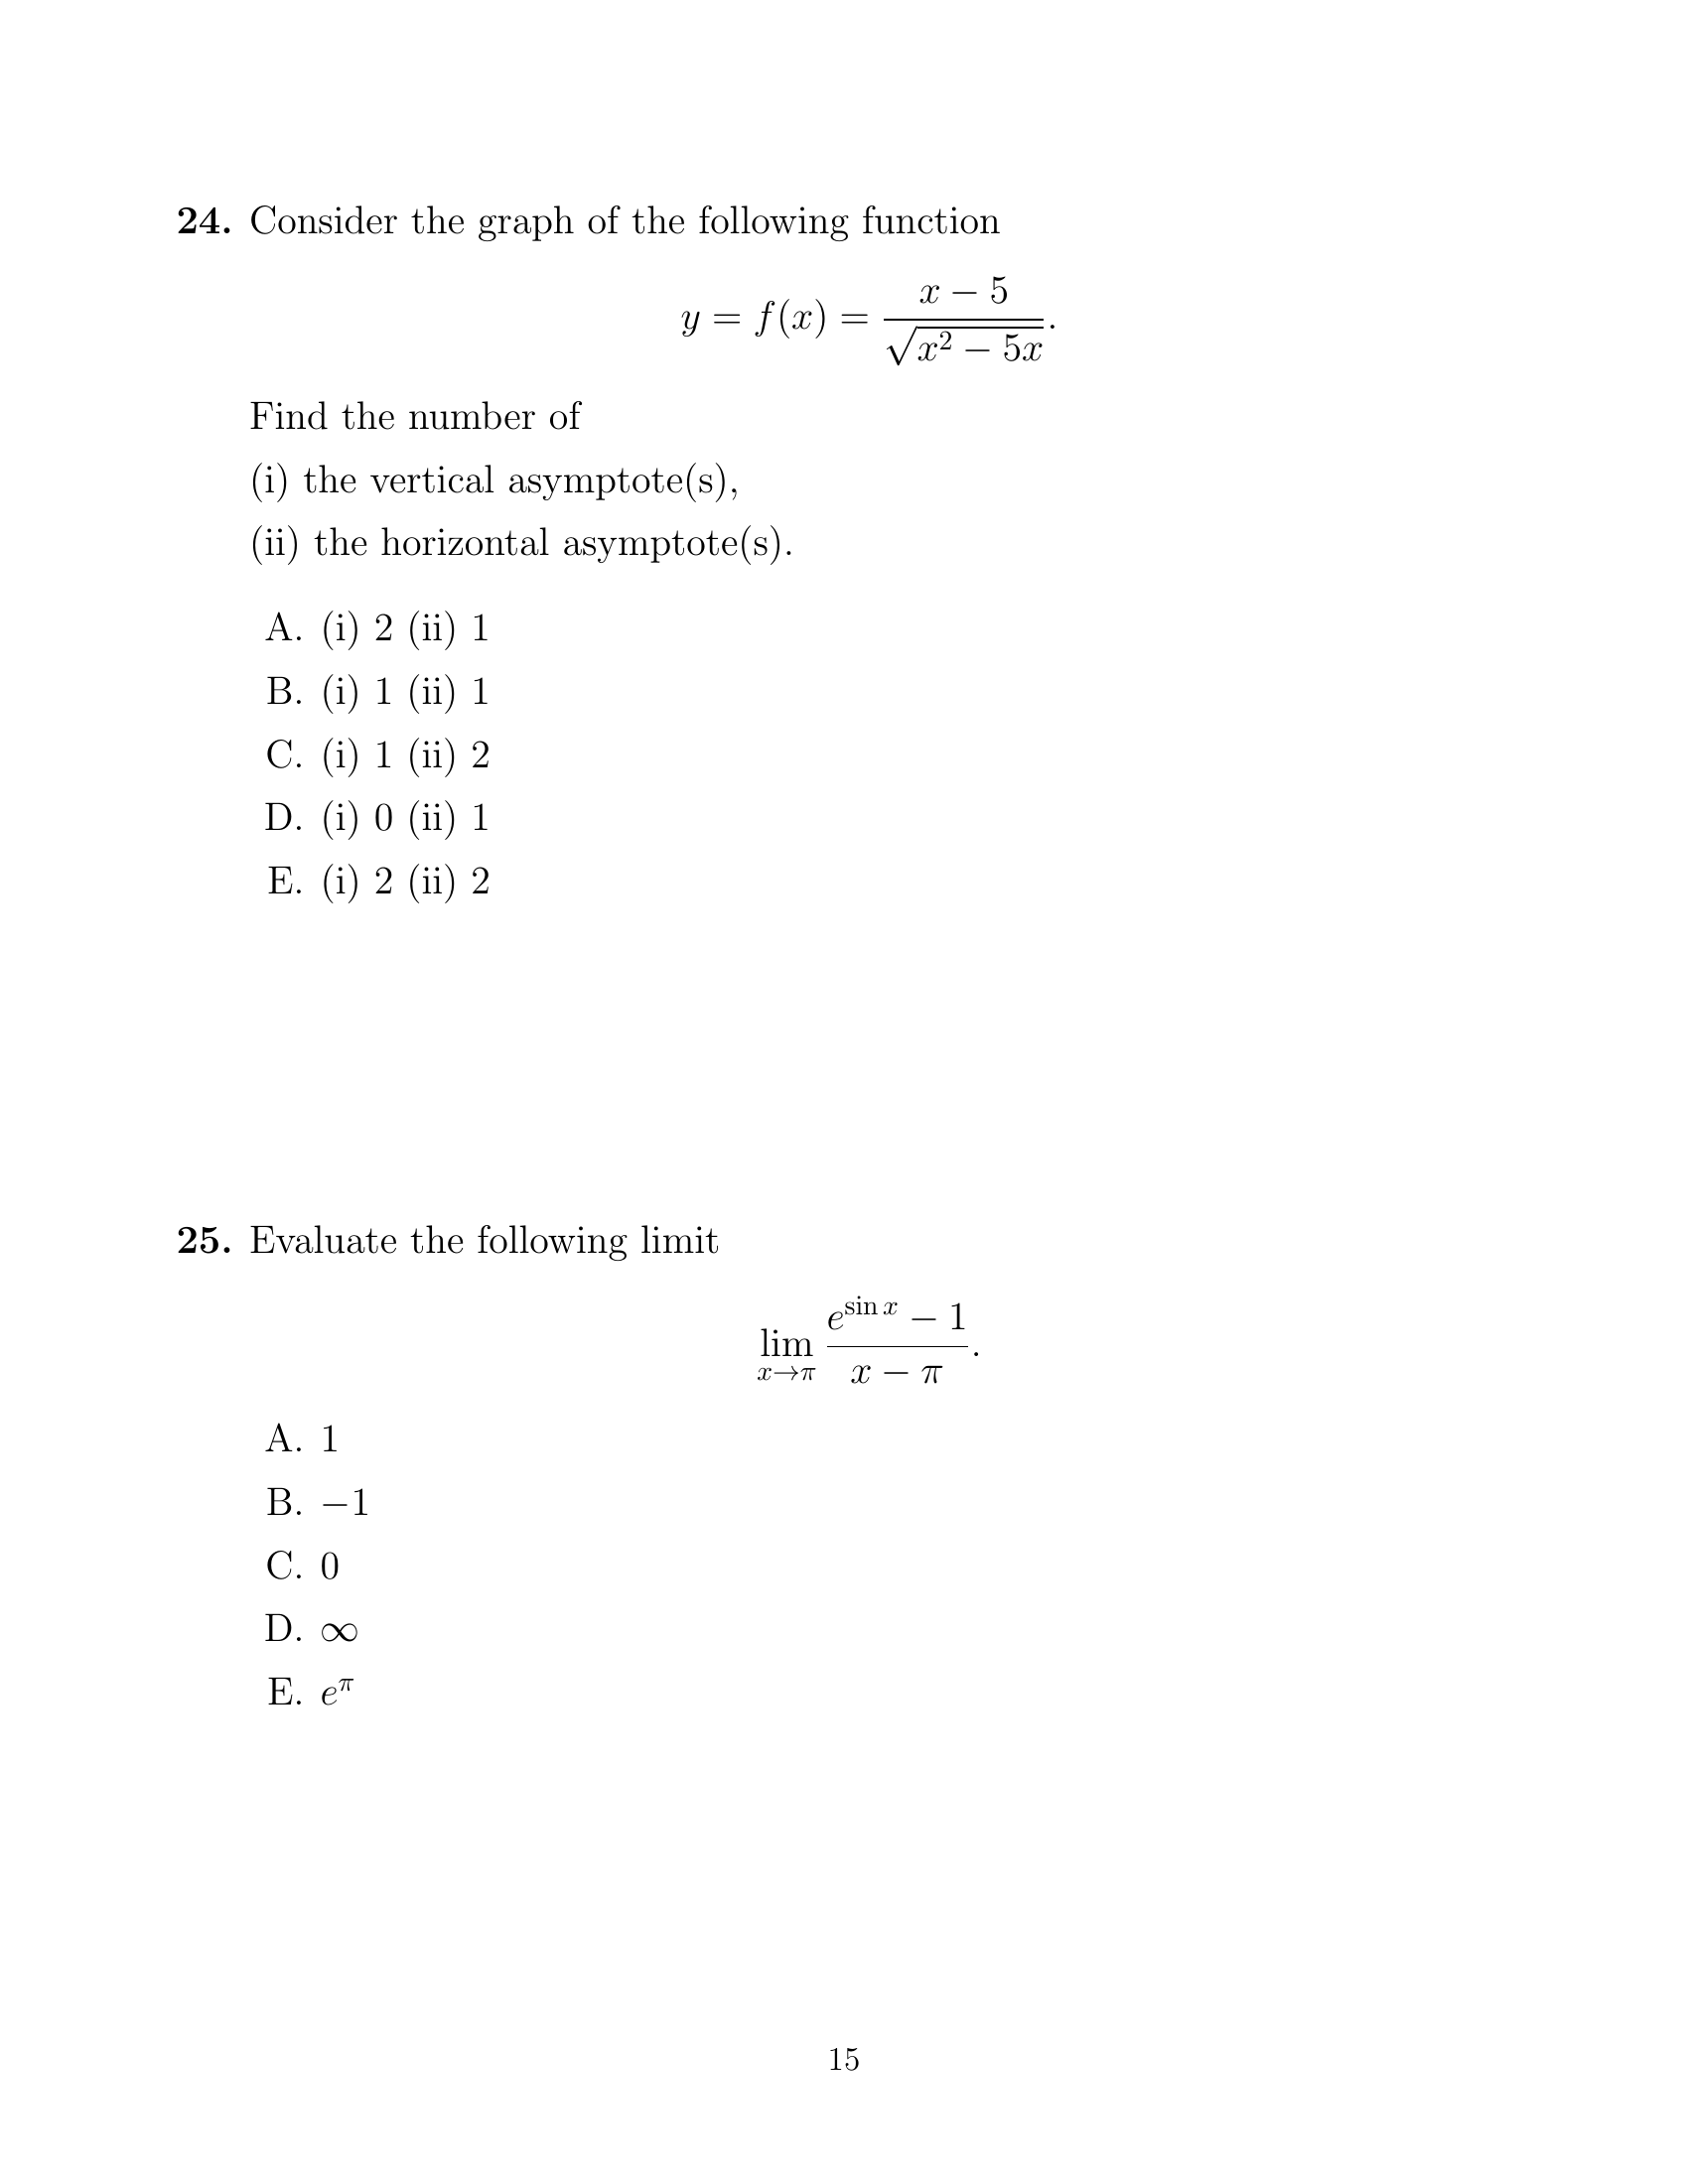 24. Consider the graph of the following function
y = f(x) = \frac{x - 5}{\sqrt{x^2 - 5x}}.
Find the number of
(i) the vertical asymptote(s),
(ii) the horizontal asymptote(s).
A. (i) 2 (ii) 1
B. (i) 1 (ii) 1
C. (i) 1 (ii) 2
D. (i) 0 (ii) 1
E. (i) 2 (ii) 2
25. Evaluate the following limit
\lim_{x \to \pi} \frac{e^{\sin x} - 1}{x - \pi}.
A. 1
B. −1
C. 0
D. ∞
E. e^π
15